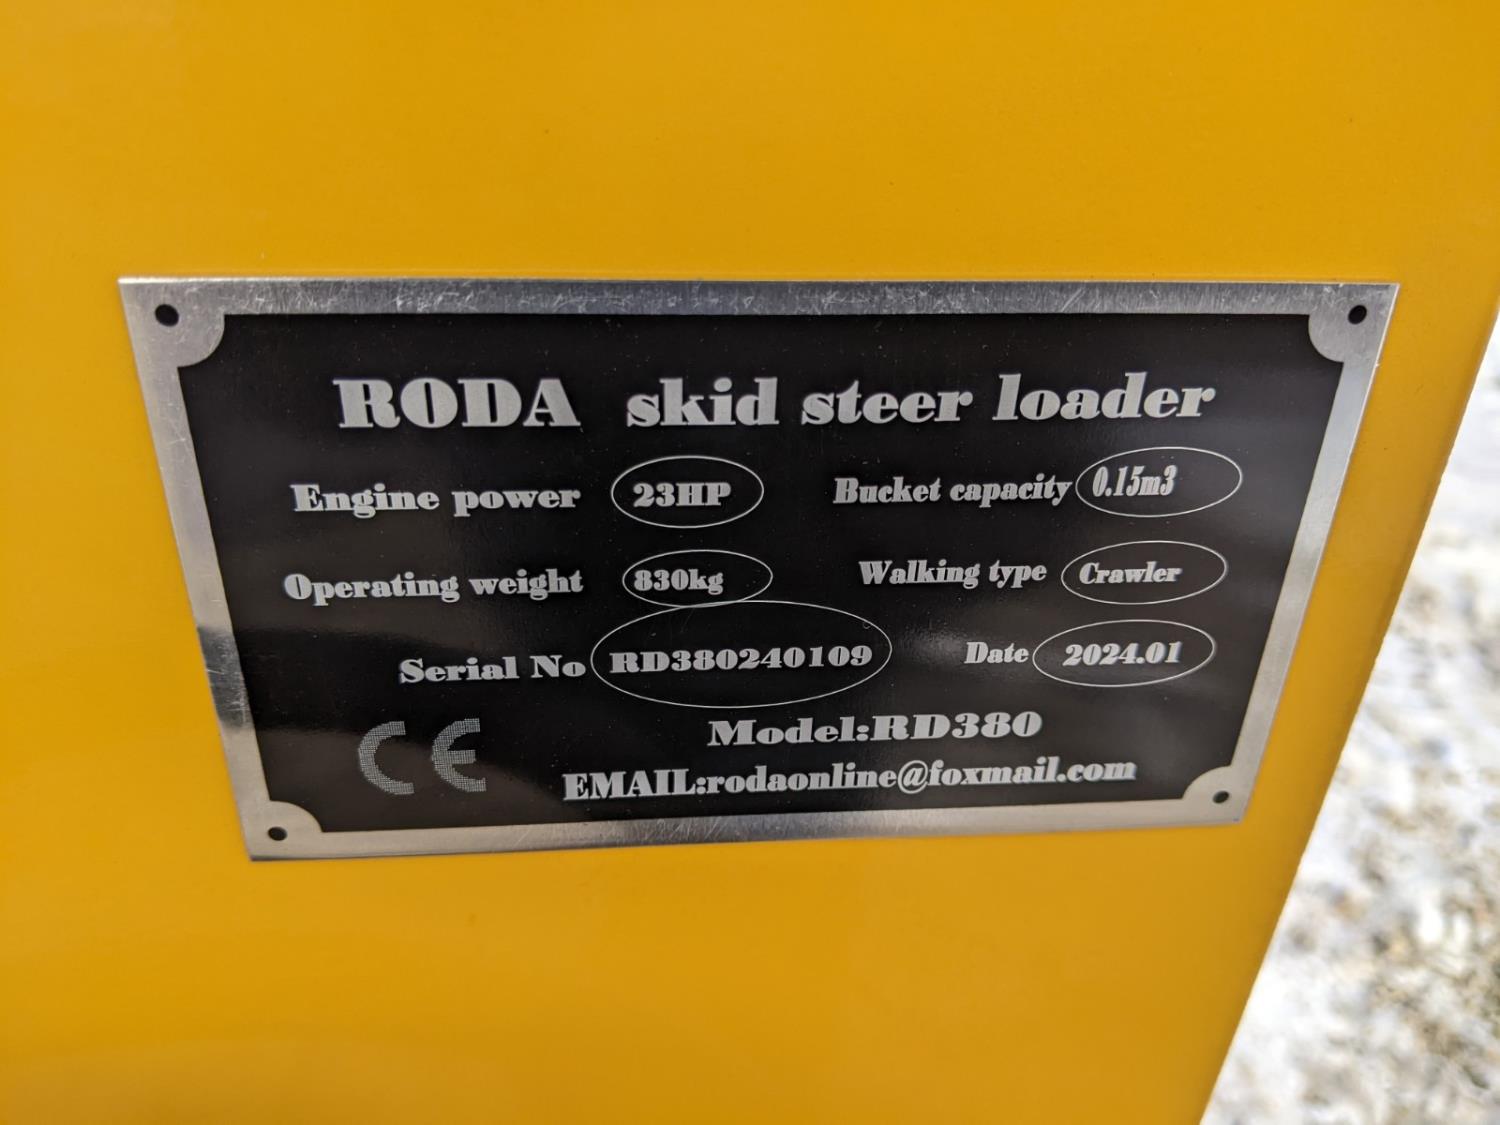 RODA skid steer loader
Engine power 23HP Bucket capacity 0.15m3
Operating weight 830kg Walking type Crawler
Serial No RD380240109 Date 2024.01
CE Model:RD380
EMAIL:rodaonline@foxmail.com